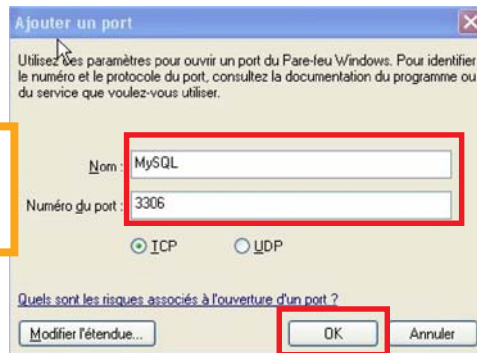 Ajouter un port
Utilisez ces paramètres pour ouvrir un port du Pare-feu Windows. Pour identifier
le numéro et le protocole du port, consultez la documentation du programme ou
du service que voulez-vous utiliser.
Nom : MySQL
Numéro du port : 3306
TCP UDP
Quels sont les risques associés à l'ouverture d'un port ?
Modifier l'étendue... OK Annuler